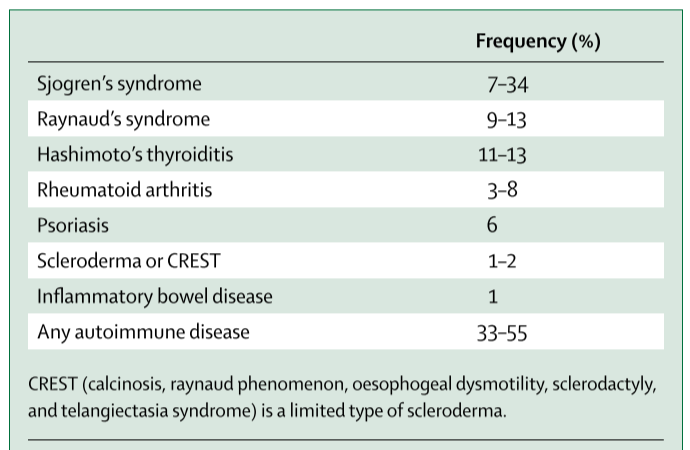 Frequency (%)
Sjogren's syndrome 7–34
Raynaud's syndrome 9–13
Hashimoto's thyroiditis 11–13
Rheumatoid arthritis 3–8
Psoriasis 6
Scleroderma or CREST 1–2
Inflammatory bowel disease 1
Any autoimmune disease 33–55
CREST (calcinosis, raynaud phenomenon, oesophogeal dysmotility, sclerodactyly,
and telangiectasia syndrome) is a limited type of scleroderma.